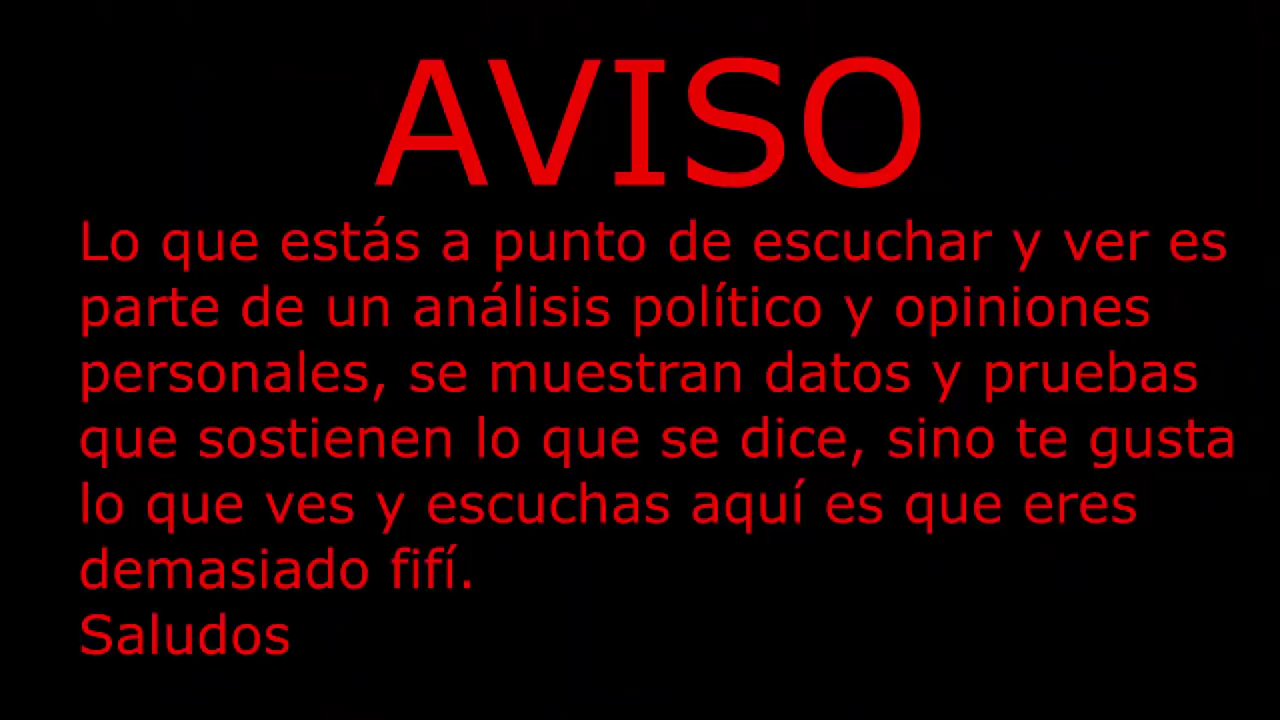 AVISO
Lo que estás a punto de escuchar y ver es
parte de un análisis político y opiniones
personales, se muestran datos y pruebas
que sostienen lo que se dice, sino te gusta
lo que ves y escuchas aquí es que eres
demasiado fifí.
Saludos